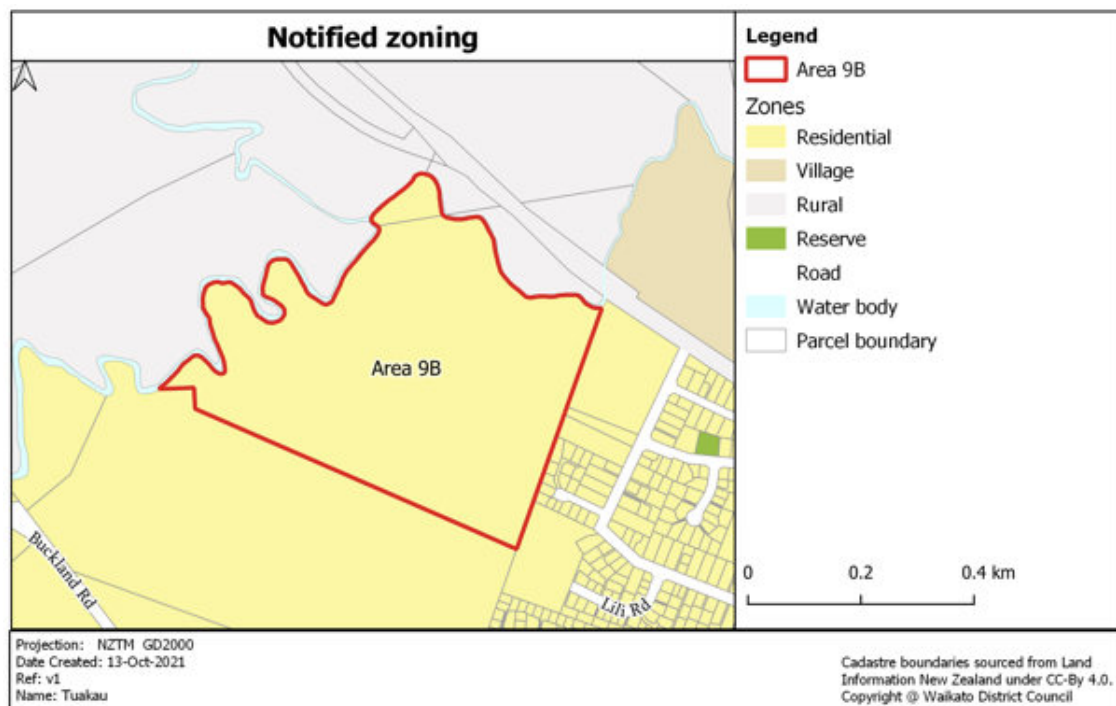 Notified zoning
Area 9B
Buckland Rd
Lili Rd
Legend
Area 9B
Zones
Residential
Village
Rural
Reserve
Road
Water body
Parcel boundary
0 0.2 0.4 km
Projection: NZTM GD2000
Date Created: 13-Oct-2021
Ref: v1
Name: Tuakau
Cadastre boundaries sourced from Land
Information New Zealand under CC-By 4.0.
Copyright @ Waikato District Council